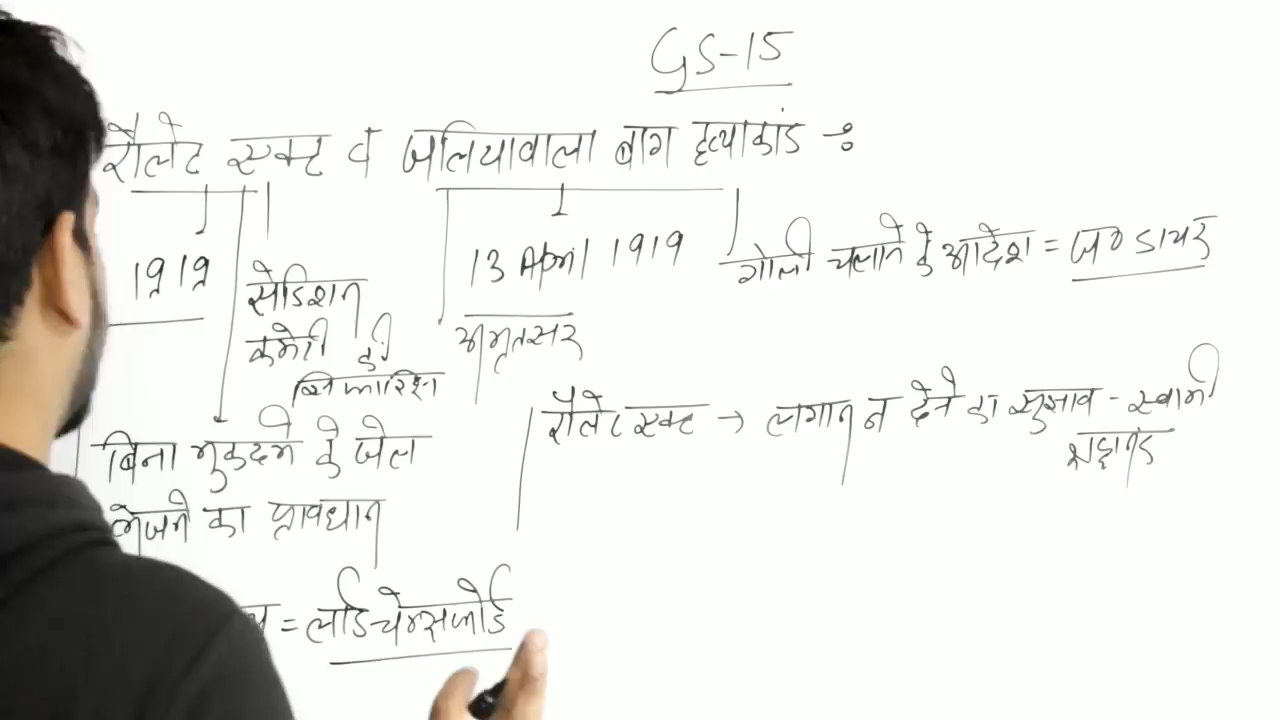 GS-15
रौलेट एक्ट व जलियावाला बाग हत्याकांड -:
1919
सेडिशन
कमेटी की
सिफारिश
बिना मुकदमे के जेल
भेजने का प्रावधान
= लार्ड चेम्सफोर्ड
13 April 1919
अमृतसर
गोली चलाने के आदेश = ज० डायर
रौलेट एक्ट → लगान न देने का सुझाव - स्वामी
श्रद्धानंद